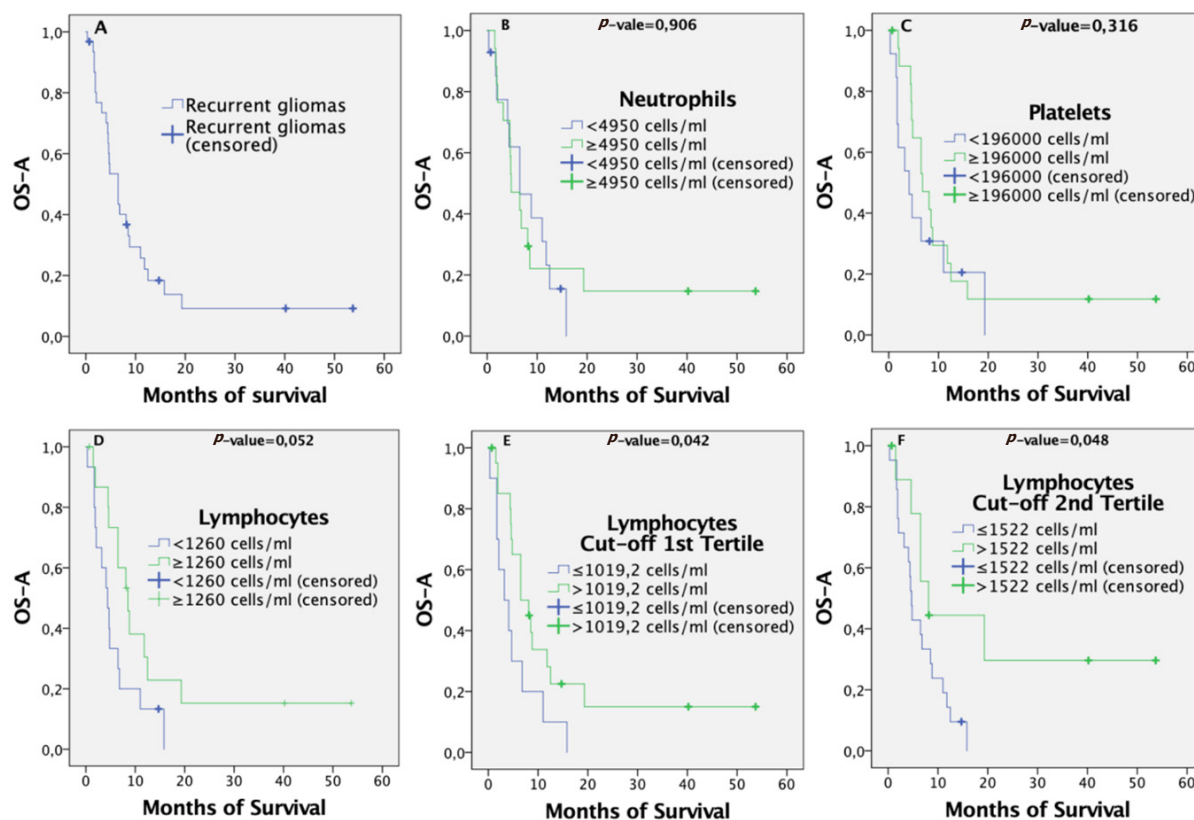 A
Recurrent gliomas
Recurrent gliomas
(censored)
OS-A
1,0
0,8
0,6
0,4
0,2
0,0
0 10 20 30 40 50 60
Months of survival
B
p-vale=0,906
Neutrophils
<4950 cells/ml
≥4950 cells/ml
<4950 cells/ml (censored)
≥4950 cells/ml (censored)
OS-A
1,0
0,8
0,6
0,4
0,2
0,0
0 10 20 30 40 50 60
Months of Survival
C
p-value=0,316
Platelets
<196000 cells/ml
≥196000 cells/ml
<196000 (censored)
≥196000 cells/ml (censored)
OS-A
1,0
0,8
0,6
0,4
0,2
0,0
0 10 20 30 40 50 60
Months of Survival
D
p-value=0,052
Lymphocytes
<1260 cells/ml
≥1260 cells/ml
<1260 cells/ml (censored)
≥1260 cells/ml (censored)
OS-A
1,0
0,8
0,6
0,4
0,2
0,0
0 10 20 30 40 50 60
Months of Survival
E
p-value=0,042
Lymphocytes
Cut-off 1st Tertile
≤1019,2 cells/ml
>1019,2 cells/ml
≤1019,2 cells/ml (censored)
>1019,2 cells/ml (censored)
OS-A
1,0
0,8
0,6
0,4
0,2
0,0
0 10 20 30 40 50 60
Months of Survival
F
p-value=0,048
Lymphocytes
Cut-off 2nd Tertile
≤1522 cells/ml
>1522 cells/ml
≤1522 cells/ml (censored)
>1522 cells/ml (censored)
OS-A
1,0
0,8
0,6
0,4
0,2
0,0
0 10 20 30 40 50 60
Months of Survival